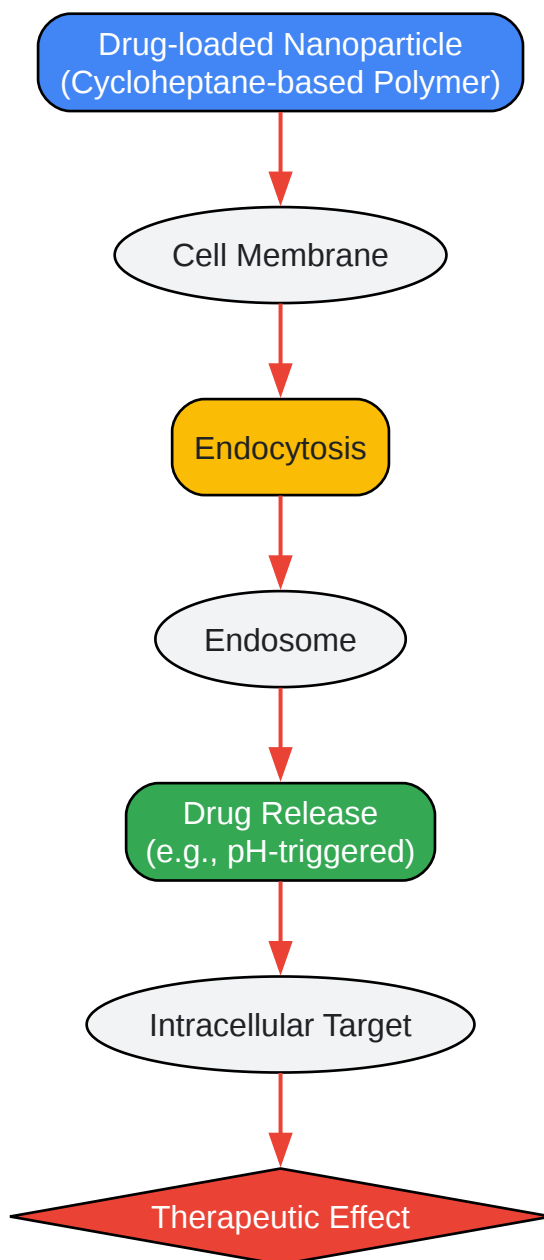 Drug-loaded Nanoparticle
(Cycloheptane-based Polymer)
Cell Membrane
Endocytosis
Endosome
Drug Release
(e.g., pH-triggered)
Intracellular Target
Therapeutic Effect